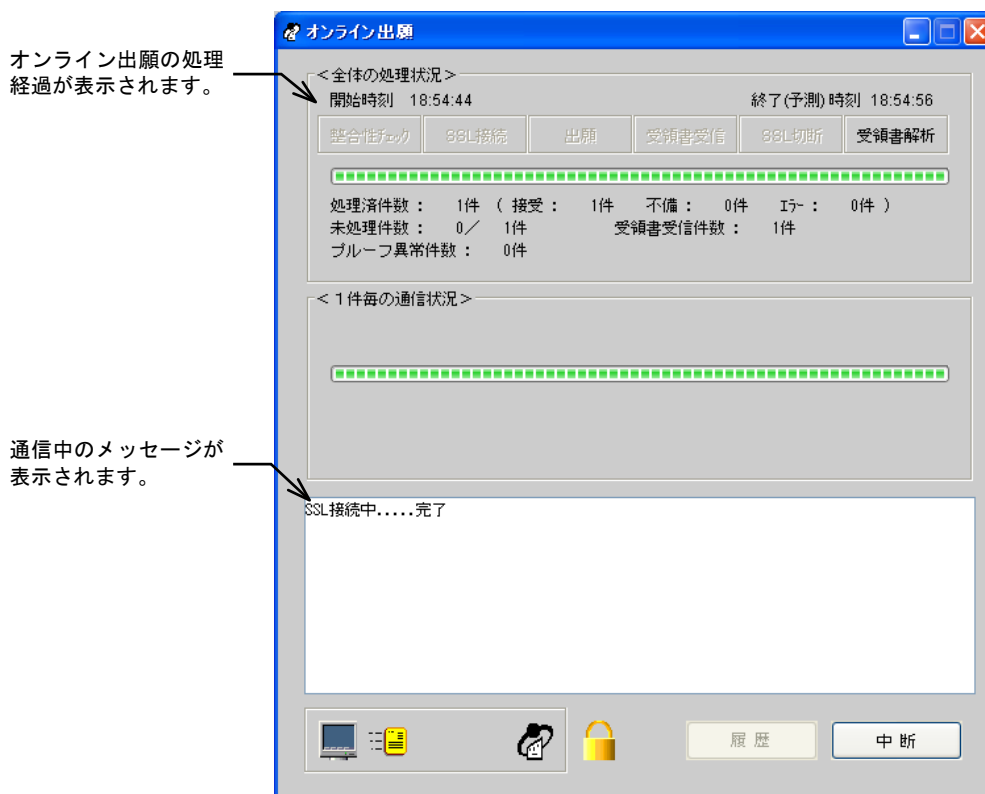 オンライン出願
オンライン出願の処理
経過が表示されます。
<全体の処理状況>
開始時刻 18:54:44 終了(予測)時刻 18:54:56
整合性ﾁｪｯｸ SSL接続 出願 受領書受信 SSL切断 受領書解析
処理済件数： 1件 ( 接受： 1件 不備： 0件 ｴﾗｰ： 0件 )
未処理件数： 0／ 1件 受領書受信件数： 1件
プルーフ異常件数： 0件
<１件毎の通信状況>
通信中のメッセージが
表示されます。
SSL接続中.....完了
履歴 中断